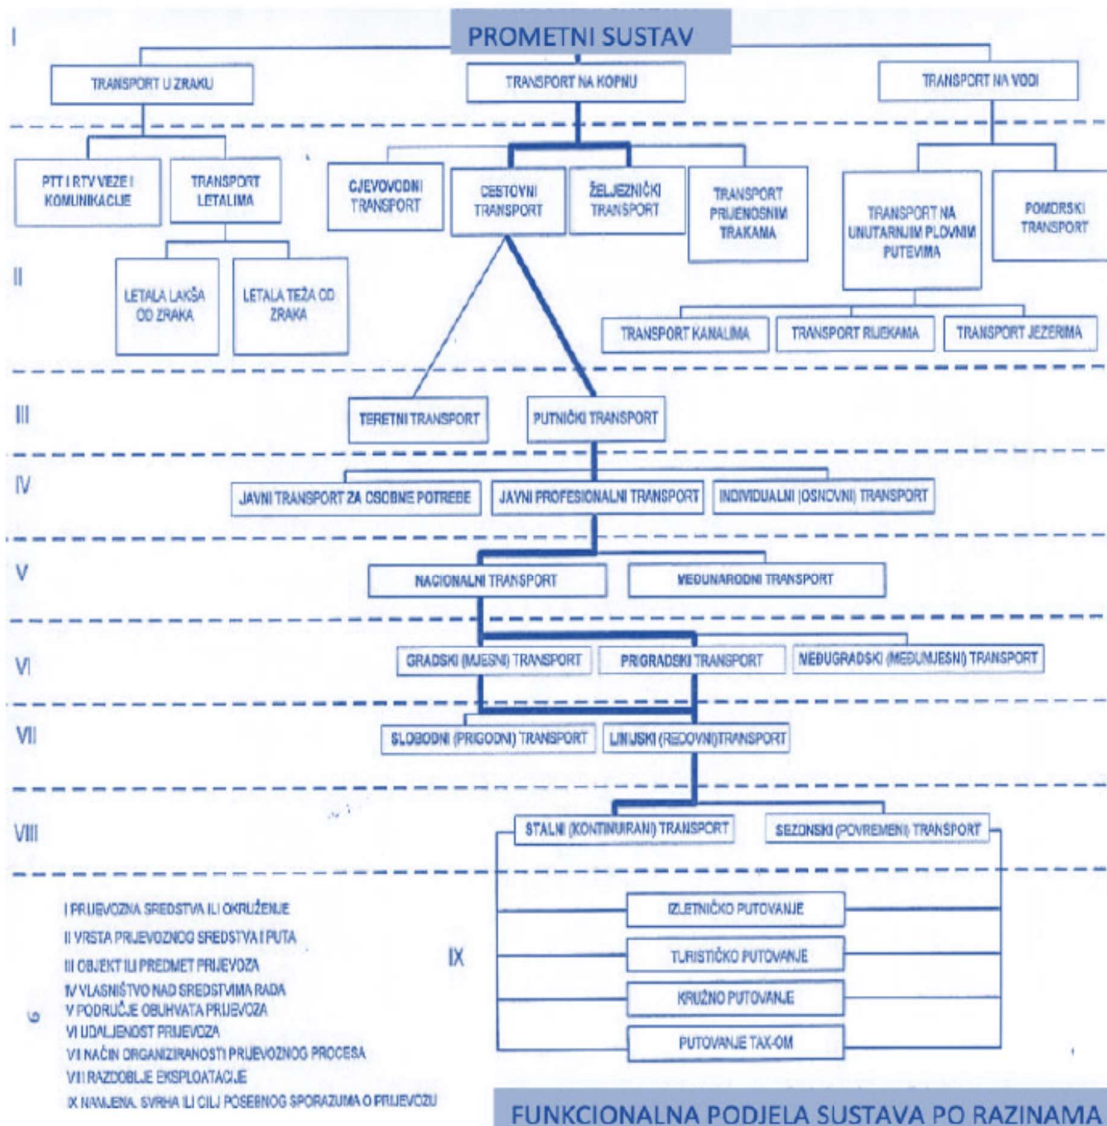 PROMETNI SUSTAV
I
TRANSPORT U ZRAKU
TRANSPORT NA KOPNU
TRANSPORT NA VODI
PTT I RTV VEZE I
KOMUNIKACIJE
TRANSPORT
LETALIMA
CJEVOVODNI
TRANSPORT
CESTOVNI
TRANSPORT
ŽELJEZNIČKI
TRANSPORT
TRANSPORT
PRIJENOSNIM
TRAKAMA
TRANSPORT NA
UNUTARNJIM PLOVNIM
PUTEVIMA
POMORSKI
TRANSPORT
II
LETALA LAKŠA
OD ZRAKA
LETALA TEŽA OD
ZRAKA
TRANSPORT KANALIMA
TRANSPORT RIJEKAMA
TRANSPORT JEZERIMA
III
TERETNI TRANSPORT
PUTNIČKI TRANSPORT
IV
JAVNI TRANSPORT ZA OSOBNE POTREBE
JAVNI PROFESIONALNI TRANSPORT
INDIVIDUALNI (OSNOVNI) TRANSPORT
V
NACIONALNI TRANSPORT
MEĐUNARODNI TRANSPORT
VI
GRADSKI (MJESNI) TRANSPORT
PRIGRADSKI TRANSPORT
MEĐUGRADSKI (MEĐUMJESNI) TRANSPORT
VII
SLOBODNI (PRIGODNI) TRANSPORT
LINIJSKI (REDOVNI)TRANSPORT
VIII
STALNI (KONTINUIRANI) TRANSPORT
SEZONSKI (POVREMENI) TRANSPORT
IX
IZLETNIČKO PUTOVANJE
TURISTIČKO PUTOVANJE
KRUŽNO PUTOVANJE
PUTOVANJE TAX-OM
I PRIJEVOZNA SREDSTVA ILI OKRUŽENJE
II VRSTA PRIJEVOZNOG SREDSTVA I PUTA
III OBJEKT ILI PREDMET PRIJEVOZA
IV VLASNIŠTVO NAD SREDSTVIMA RADA
V PODRUČJE OBUHVATA PRIJEVOZA
VI UDALJENOST PRIJEVOZA
VII NAČIN ORGANIZIRANOSTI PRIJEVOZNOG PROCESA
VIII RAZDOBLJE EKSPLOATACIJE
IX NAMJENA, SVRHA ILI CILJ POSEBNOG SPORAZUMA O PRIJEVOZU
FUNKCIONALNA PODJELA SUSTAVA PO RAZINAMA